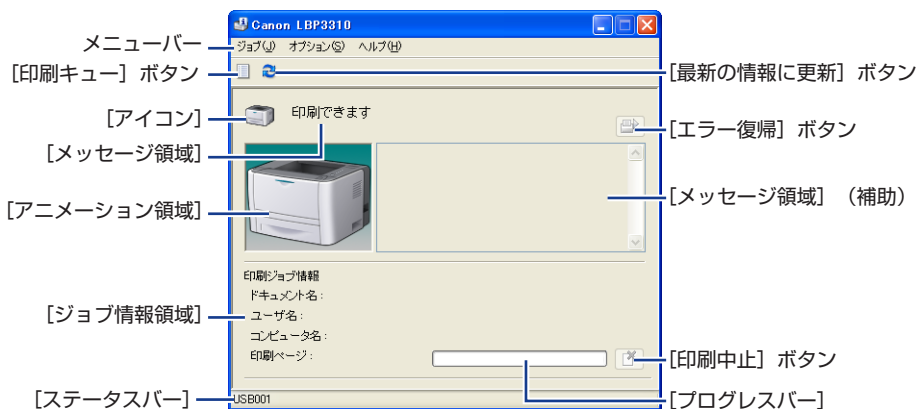 Canon LBP3310
メニューバー
ジョブ(J) オプション(S) ヘルプ(H)
[印刷キュー] ボタン
[最新の情報に更新] ボタン
[アイコン]
印刷できます
[エラー復帰] ボタン
[メッセージ領域]
[メッセージ領域] (補助)
[アニメーション領域]
印刷ジョブ情報
ドキュメント名:
[ジョブ情報領域]
ユーザ名:
コンピュータ名:
印刷ページ:
[印刷中止] ボタン
[ステータスバー]
USB001
[プログレスバー]